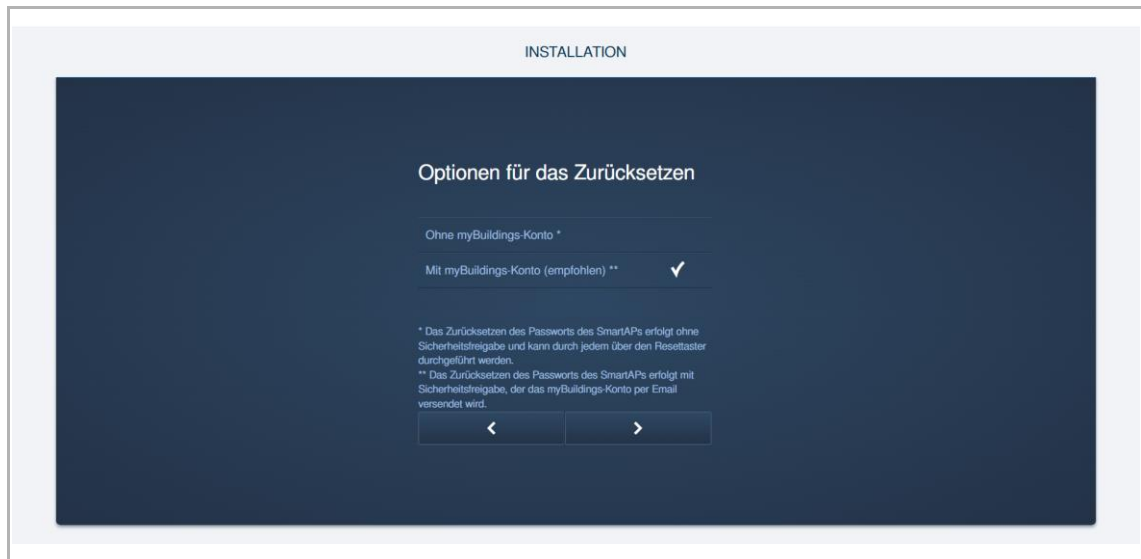 INSTALLATION
Optionen für das Zurücksetzen
Ohne myBuildings-Konto *
Mit myBuildings-Konto (empfohlen) **
* Das Zurücksetzen des Passworts des SmartAPs erfolgt ohne
Sicherheitsfreigabe und kann durch jedem über den Resettaster
durchgeführt werden.
** Das Zurücksetzen des Passworts des SmartAPs erfolgt mit
Sicherheitsfreigabe, der das myBuildings-Konto per Email
versendet wird.